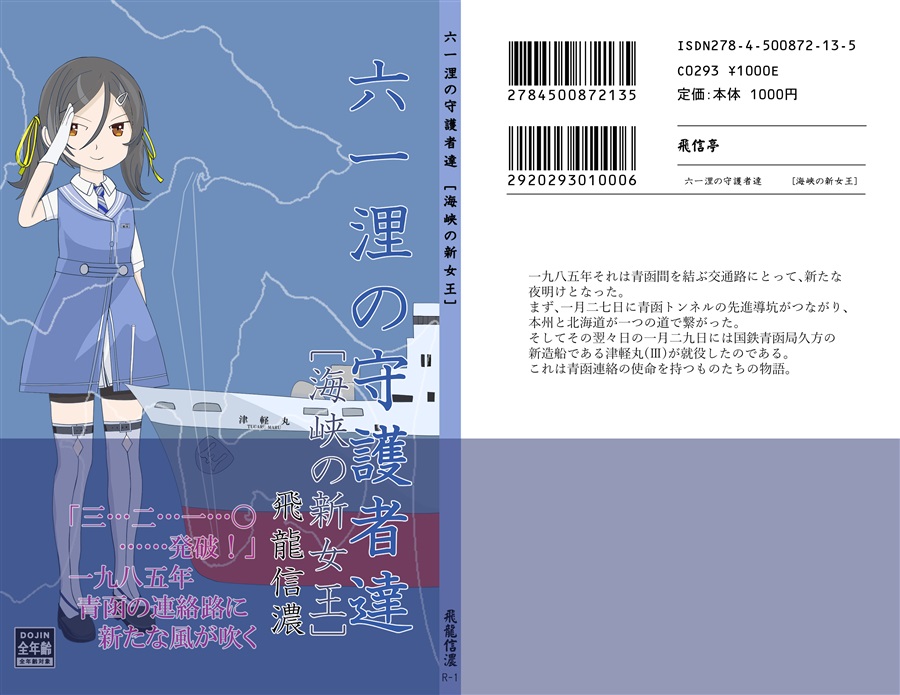 六一浬の守護者達
[海峡の新女王]
飛龍信濃
津軽丸
TUGARU MARU
「三…二…一…〇
……発破！」
一九八五年
青函の連絡路に
新たな風が吹く
DOJIN
全年齢
全年齢対象
六一浬の守護者達 [海峡の新女王]
飛龍信濃
R-1
2784500872135
2920293010006
ISDN278-4-500872-13-5
C0293 ¥1000E
定価:本体 1000円
飛信亭
六一浬の守護者達 [海峡の新女王]
一九八五年それは青函間を結ぶ交通路にとって、新たな
夜明けとなった。
まず、一月二七日に青函トンネルの先進導坑がつながり、
本州と北海道が一つの道で繋がった。
そしてその翌々日の一月二九日には国鉄青函局久方の
新造船である津軽丸(Ⅲ)が就役したのである。
これは青函連絡の使命を持つものたちの物語。